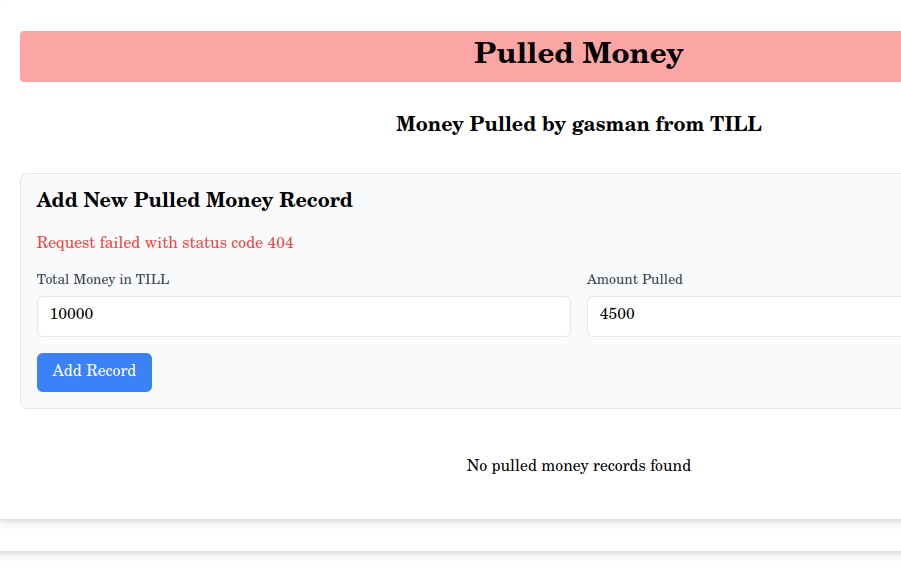 Pulled Money
Money Pulled by gasman from TILL
Add New Pulled Money Record
Request failed with status code 404
Total Money in TILL
Amount Pulled
10000
4500
Add Record
No pulled money records found